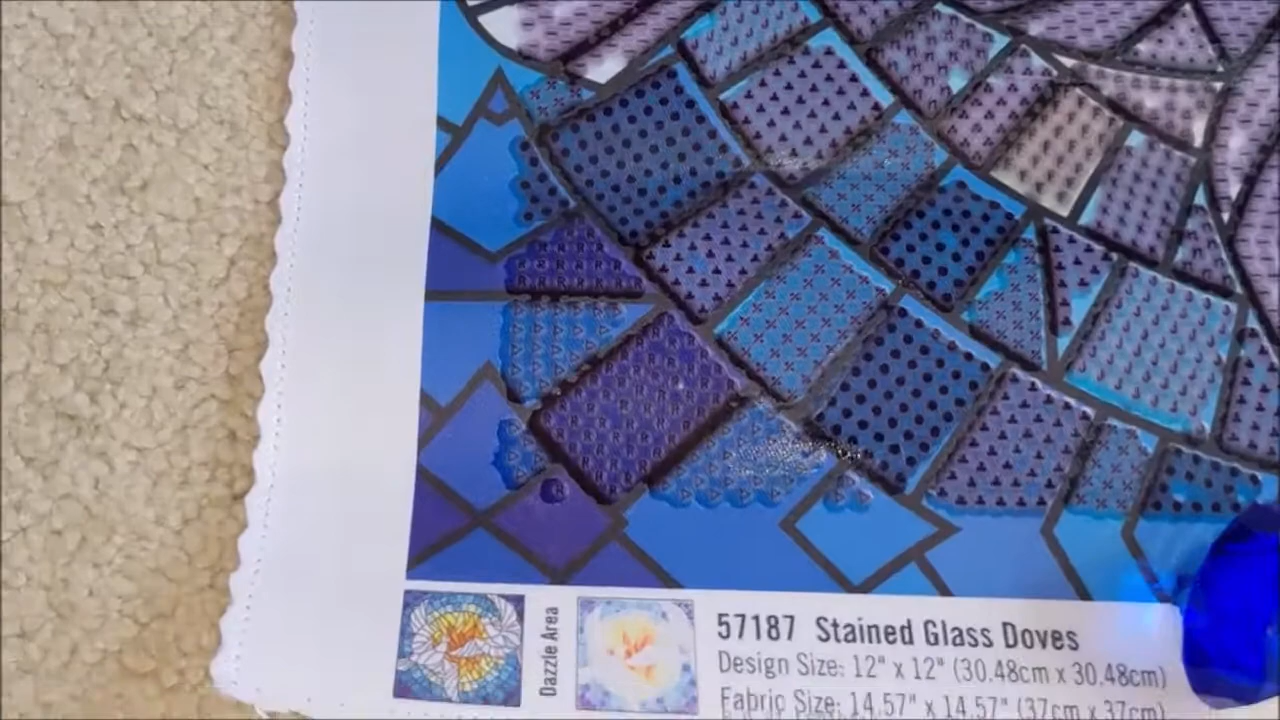 Dazzle Area
57187 Stained Glass Doves
Design Size: 12" x 12" (30.48cm x 30.48cm)
Fabric Size: 14.57" x 14.57" (37cm x 37cm)